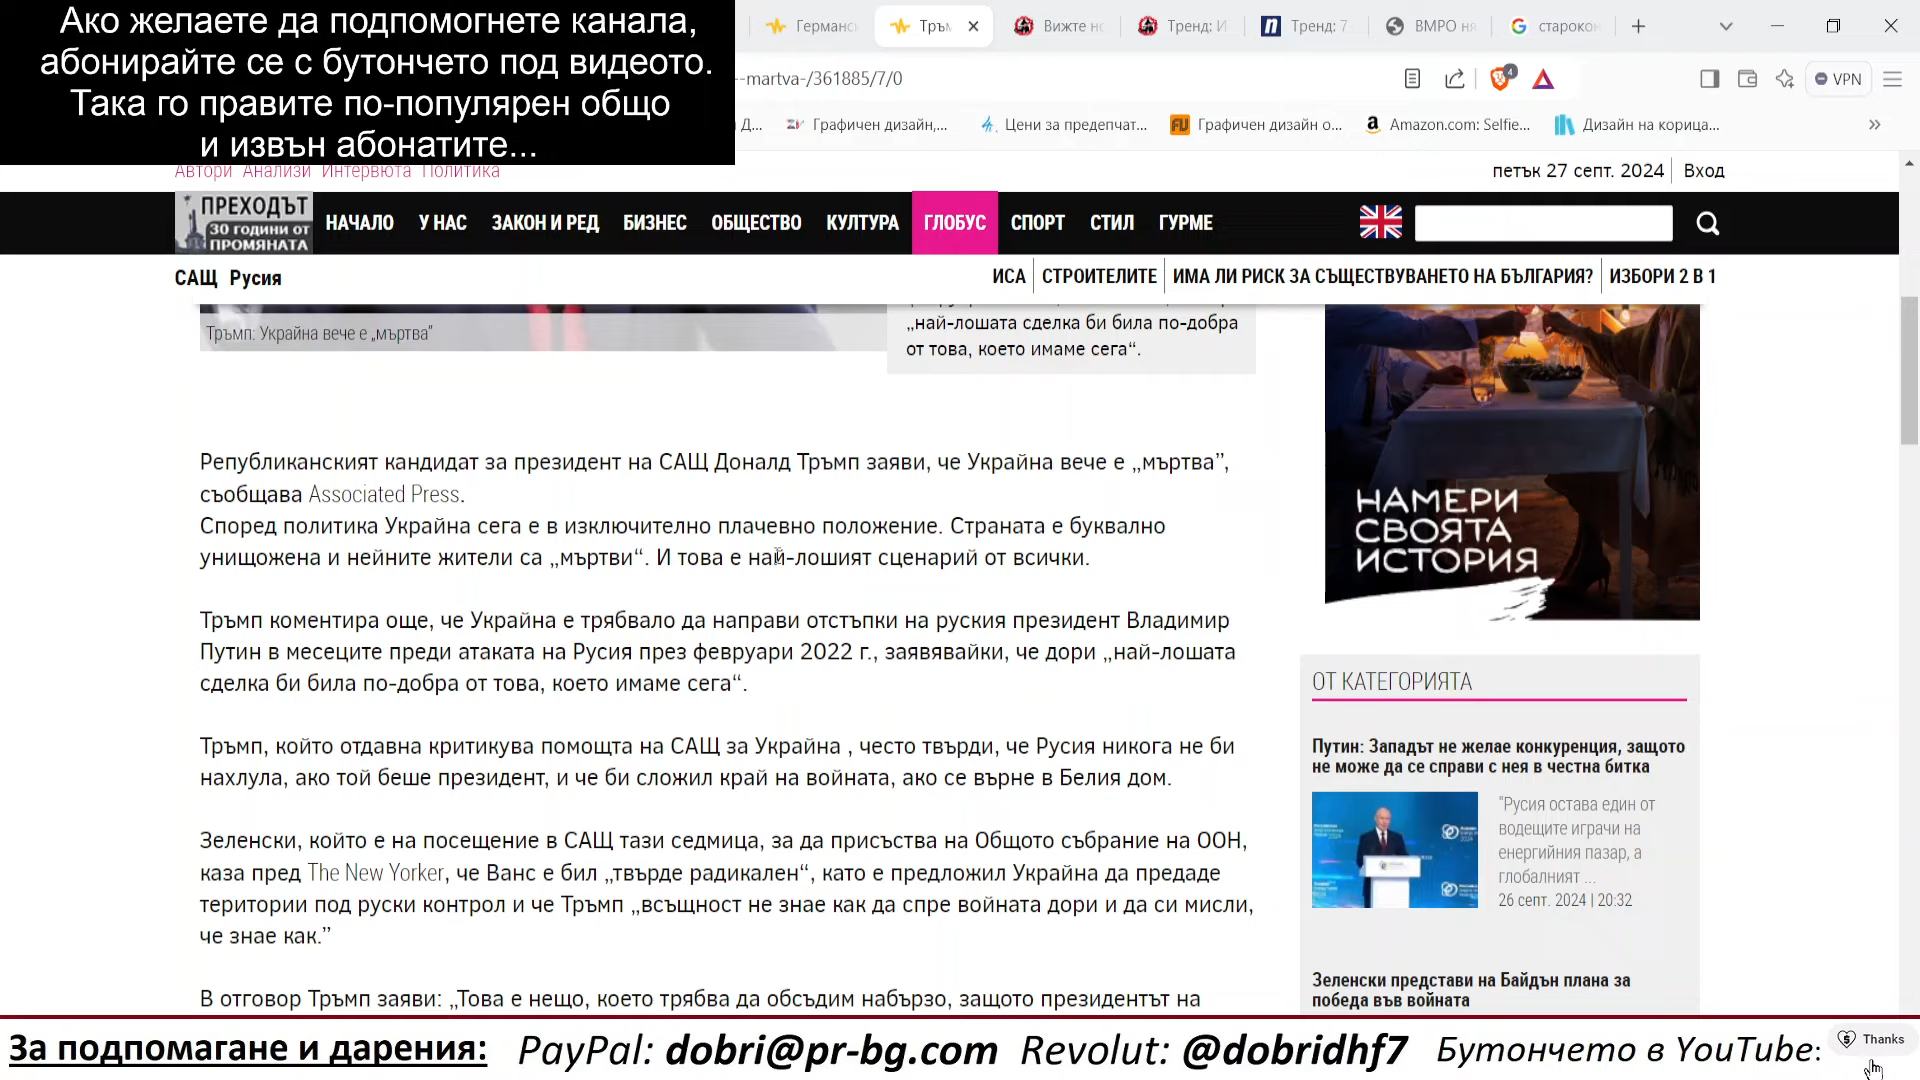 Ако желаете да подпомогнете канала,
абонирайте се с бутончето под видеото.
Така го правите по-популярен общо
и извън абонатите...
Германс
Тръм
Вижте не
Тренд: И
Тренд: 7
ВМРО ня
старокон
--martva-/361885/7/0
4
VPN
Д...
Графичен дизайн,...
Цени за предпечат...
Графичен дизайн о...
Amazon.com: Selfie...
Дизайн на корица...
Автори Анализи Интервюта Политика
петък 27 септ. 2024
Вход
ПРЕХОДЪТ
30 ГОДИНИ ОТ
ПРОМЯНАТА
НАЧАЛО У НАС ЗАКОН И РЕД БИЗНЕС ОБЩЕСТВО КУЛТУРА ГЛОБУС СПОРТ СТИЛ ГУРМЕ
САЩ Русия
ИСА СТРОИТЕЛИТЕ ИМА ЛИ РИСК ЗА СЪЩЕСТВУВАНЕТО НА БЪЛГАРИЯ? ИЗБОРИ 2 В 1
Тръмп: Украйна вече е „мъртва”
„най-лошата сделка би била по-добра
от това, което имаме сега“.
Републиканският кандидат за президент на САЩ Доналд Тръмп заяви, че Украйна вече е „мъртва”,
съобщава Associated Press.
Според политика Украйна сега е в изключително плачевно положение. Страната е буквално
унищожена и нейните жители са „мъртви“. И това е най-лошият сценарий от всички.
Тръмп коментира още, че Украйна е трябвало да направи отстъпки на руския президент Владимир
Путин в месеците преди атаката на Русия през февруари 2022 г., заявявайки, че дори „най-лошата
сделка би била по-добра от това, което имаме сега“.
Тръмп, който отдавна критикува помощта на САЩ за Украйна , често твърди, че Русия никога не би
нахлула, ако той беше президент, и че би сложил край на войната, ако се върне в Белия дом.
Зеленски, който е на посещение в САЩ тази седмица, за да присъства на Общото събрание на ООН,
каза пред The New Yorker, че Ванс е бил „твърде радикален“, като е предложил Украйна да предаде
територии под руски контрол и че Тръмп „всъщност не знае как да спре войната дори и да си мисли,
че знае как.”
В отговор Тръмп заяви: „Това е нещо, което трябва да обсъдим набързо, защото президентът на
НАМЕРИ
СВОЯТА
ИСТОРИЯ
ОТ КАТЕГОРИЯТА
Путин: Западът не желае конкуренция, защото
не може да се справи с нея в честна битка
"Русия остава един от
водещите играчи на
енергийния пазар, а
глобалният ...
26 септ. 2024 | 20:32
Зеленски представи на Байдън плана за
победа във войната
За подпомагане и дарения: PayPal: dobri@pr-bg.com Revolut: @dobridhf7 Бутончето в YouTube:
Thanks